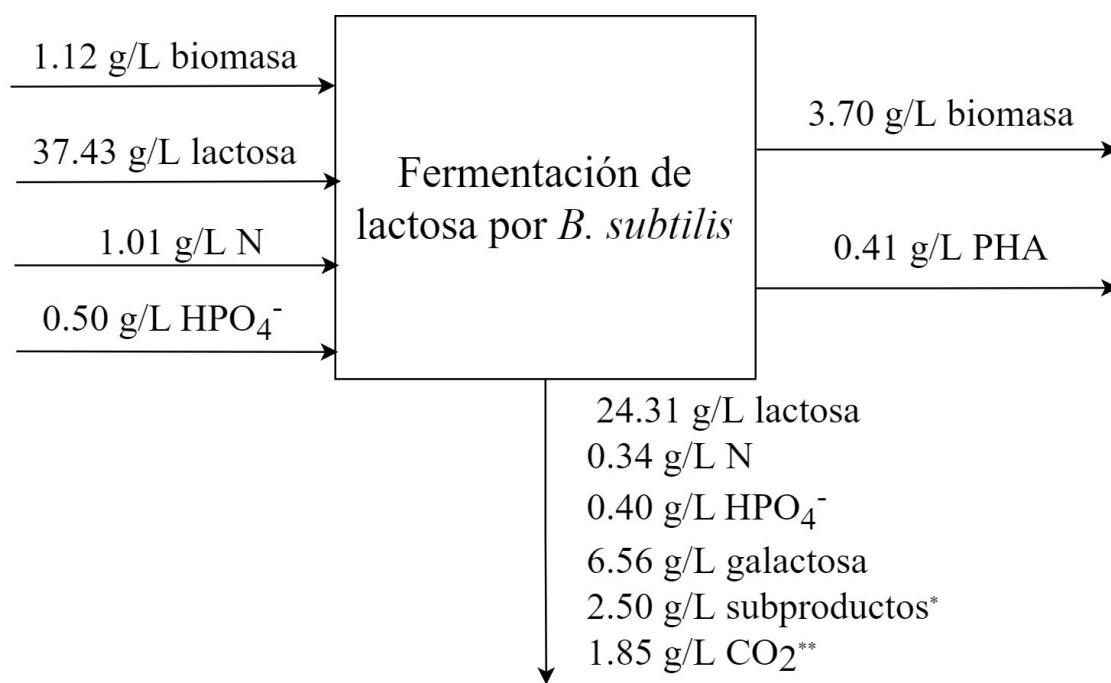 1.12 g/L biomasa
37.43 g/L lactosa
1.01 g/L N
0.50 g/L HPO₄⁻
Fermentación de
lactosa por B. subtilis
3.70 g/L biomasa
0.41 g/L PHA
24.31 g/L lactosa
0.34 g/L N
0.40 g/L HPO₄⁻
6.56 g/L galactosa
2.50 g/L subproductos*
1.85 g/L CO₂**